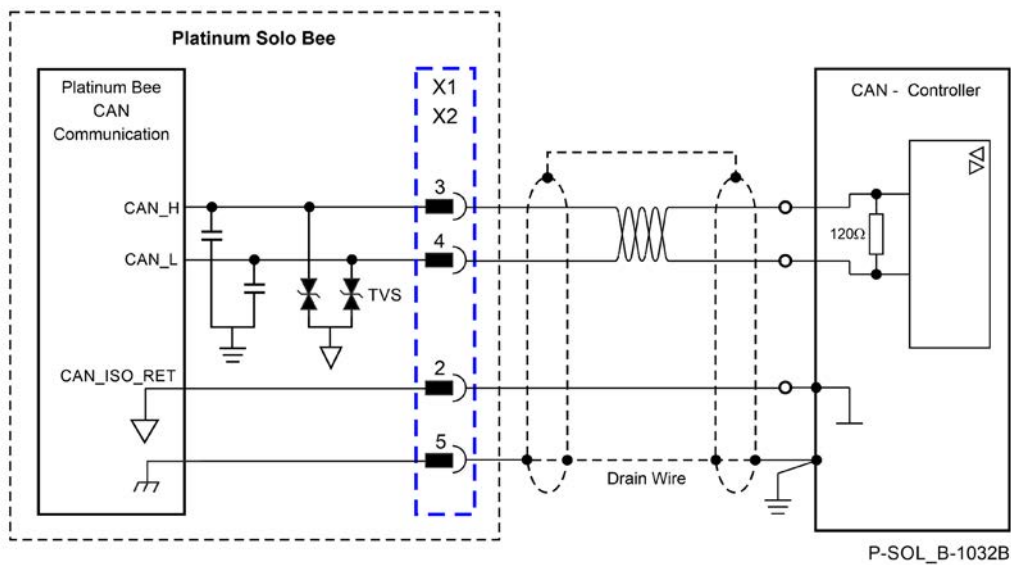 Platinum Solo Bee
Platinum Bee
CAN
Communication
X1
X2
CAN - Controller
CAN_H
3
CAN_L
4
120Ω
TVS
CAN_ISO_RET
2
5
Drain Wire
P-SOL_B-1032B